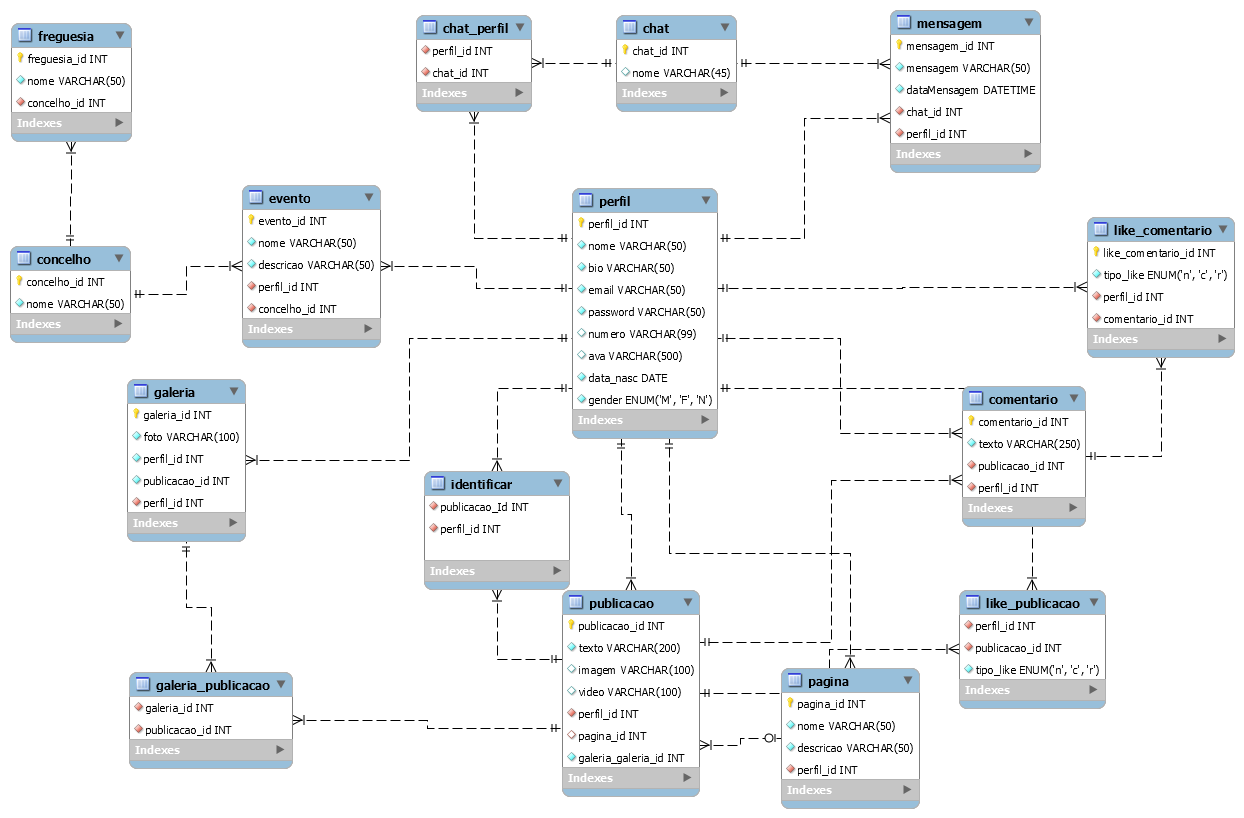 freguesia
freguesia_id INT
nome VARCHAR(50)
concelho_id INT
Indexes
chat_perfil
perfil_id INT
chat_id INT
Indexes
chat
chat_id INT
nome VARCHAR(45)
Indexes
mensagem
mensagem_id INT
mensagem VARCHAR(50)
dataMensagem DATETIME
chat_id INT
perfil_id INT
Indexes
evento
evento_id INT
nome VARCHAR(50)
descricao VARCHAR(50)
perfil_id INT
concelho_id INT
Indexes
perfil
perfil_id INT
nome VARCHAR(50)
bio VARCHAR(50)
email VARCHAR(50)
password VARCHAR(50)
numero VARCHAR(99)
ava VARCHAR(500)
data_nasc DATE
gender ENUM('M', 'F', 'N')
Indexes
like_comentario
like_comentario_id INT
tipo_like ENUM('n', 'c', 'r')
perfil_id INT
comentario_id INT
Indexes
concelho
concelho_id INT
nome VARCHAR(50)
Indexes
galeria
galeria_id INT
foto VARCHAR(100)
perfil_id INT
publicacao_id INT
perfil_id INT
Indexes
comentario
comentario_id INT
texto VARCHAR(250)
publicacao_id INT
perfil_id INT
Indexes
identificar
publicacao_Id INT
perfil_id INT
Indexes
publicacao
publicacao_id INT
texto VARCHAR(200)
imagem VARCHAR(100)
video VARCHAR(100)
perfil_id INT
pagina_id INT
galeria_galeria_id INT
Indexes
like_publicacao
perfil_id INT
publicacao_id INT
tipo_like ENUM('n', 'c', 'r')
Indexes
galeria_publicacao
galeria_id INT
publicacao_id INT
Indexes
pagina
pagina_id INT
nome VARCHAR(50)
descricao VARCHAR(50)
perfil_id INT
Indexes